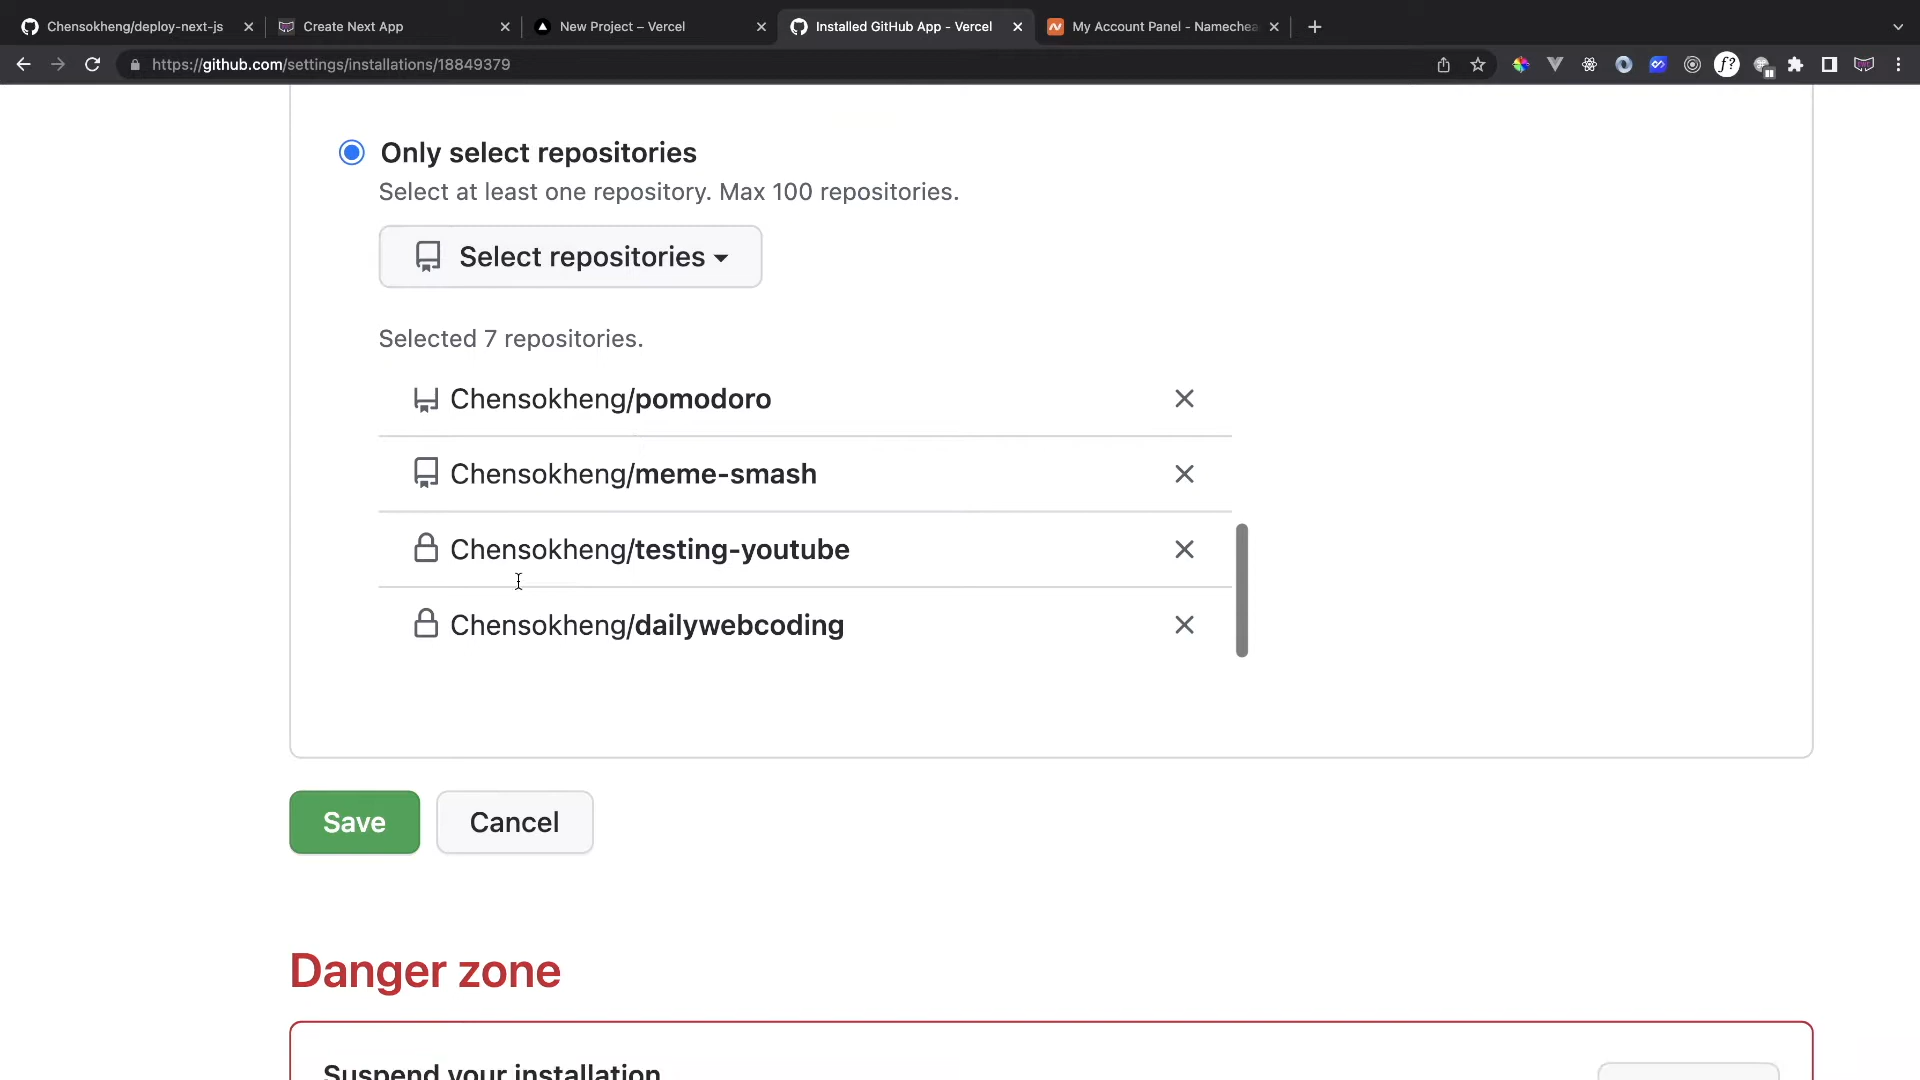 Chensokheng/deploy-next-js
Create Next App
New Project – Vercel
Installed GitHub App - Vercel
My Account Panel - Namechea
https://github.com/settings/installations/18849379
f?
Only select repositories
Select at least one repository. Max 100 repositories.
Select repositories
Selected 7 repositories.
Chensokheng/pomodoro
Chensokheng/meme-smash
Chensokheng/testing-youtube
Chensokheng/dailywebcoding
Save
Cancel
Danger zone
Suspend your installation